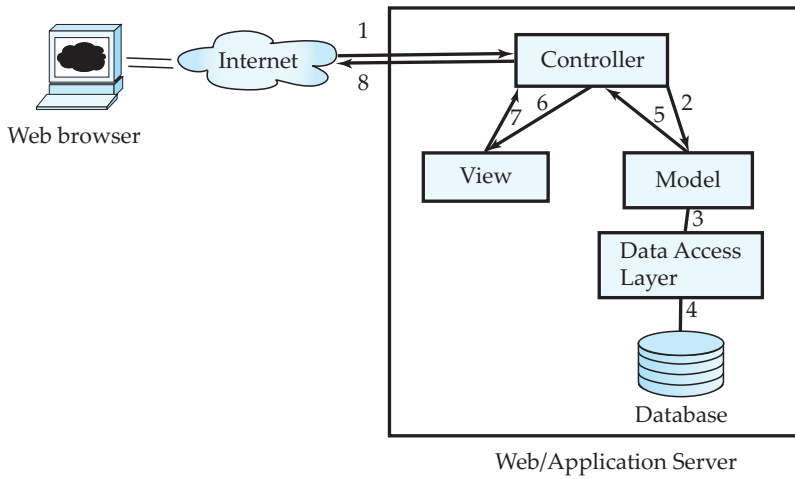 Web browser
Internet
1
8
Controller
7
6
5
2
View
Model
3
Data Access
Layer
4
Database
Web/Application Server